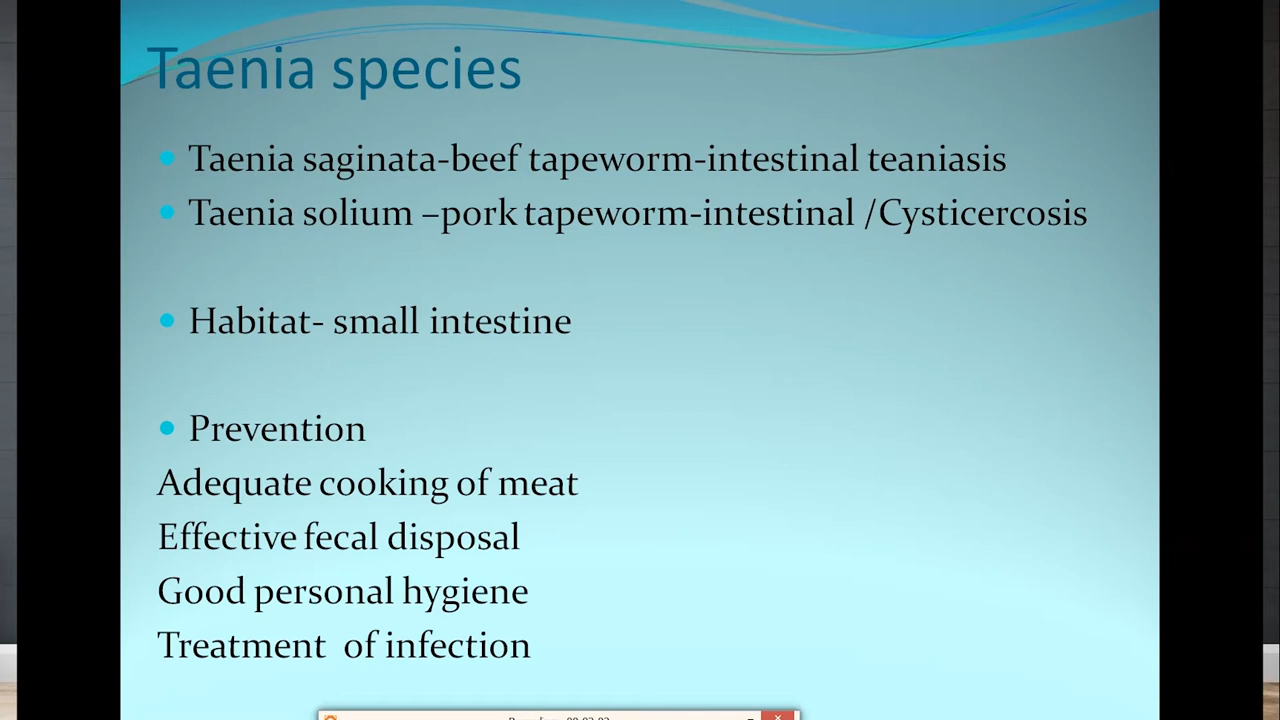 Taenia species
Taenia saginata-beef tapeworm-intestinal teaniasis
Taenia solium –pork tapeworm-intestinal /Cysticercosis
Habitat- small intestine
Prevention
Adequate cooking of meat
Effective fecal disposal
Good personal hygiene
Treatment of infection